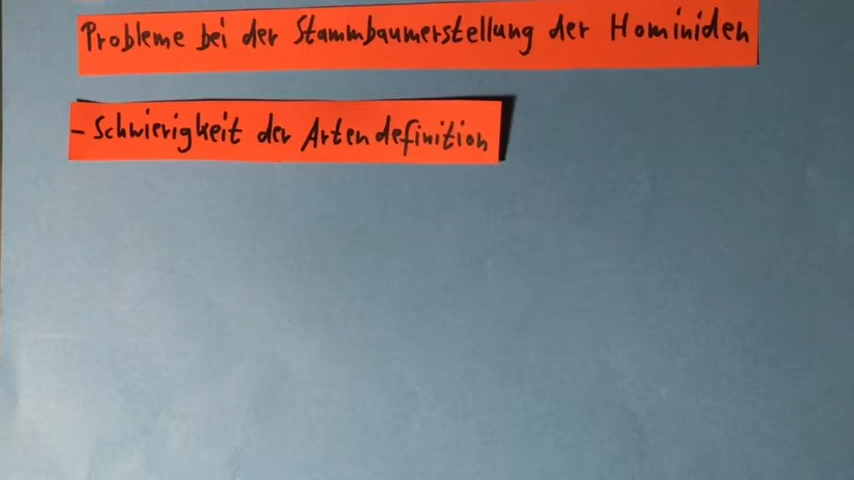 Probleme bei der Stammbaumerstellung der Hominiden
- Schwierigkeit der Artendefinition